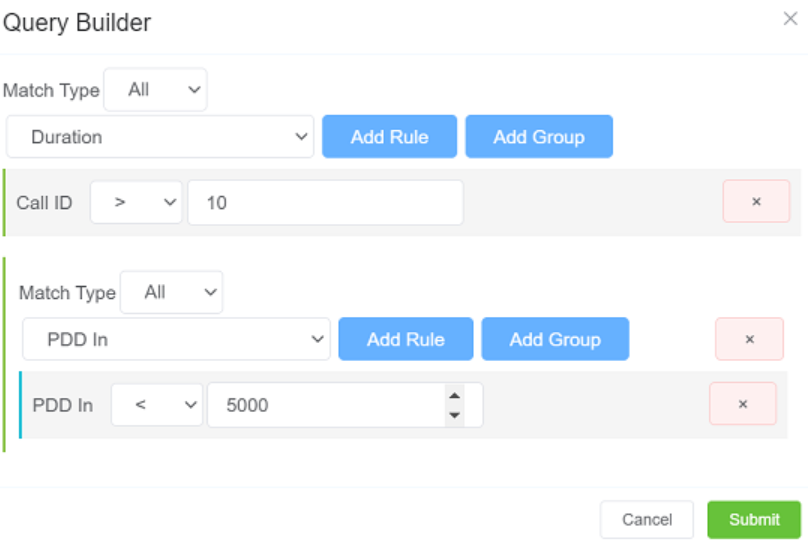 Query Builder ×
Match Type All
Duration Add Rule Add Group
Call ID > 10 ×
Match Type All
PDD In Add Rule Add Group ×
PDD In < 5000 ×
Cancel Submit